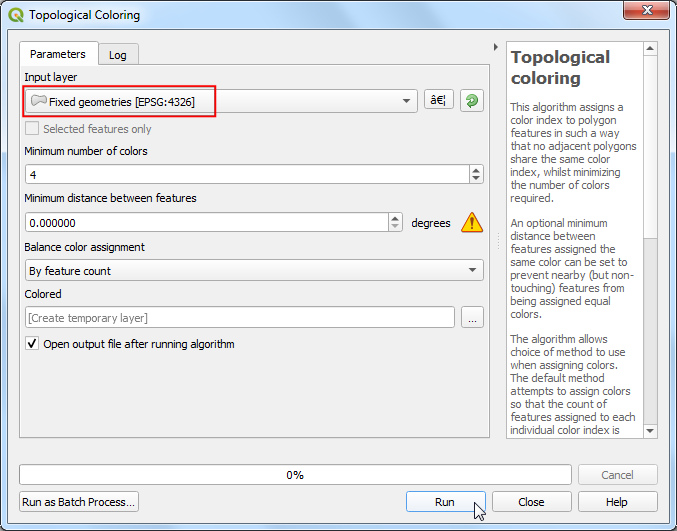 Topological Coloring
Parameters
Log
Input layer
Fixed geometries [EPSG:4326]
â€¦
Selected features only
Minimum number of colors
4
Minimum distance between features
0.000000
degrees
Balance color assignment
By feature count
Colored
[Create temporary layer]
...
Open output file after running algorithm
Topological
coloring
This algorithm assigns a
color index to polygon
features in such a way
that no adjacent polygons
share the same color
index, whilst minimizing
the number of colors
required.
An optional minimum
distance between
features assigned the
same color can be set to
prevent nearby (but non-
touching) features from
being assigned equal
colors.
The algorithm allows
choice of method to use
when assigning colors.
The default method
attempts to assign colors
so that the count of
features assigned to each
individual color index is
0%
Cancel
Run as Batch Process...
Run
Close
Help